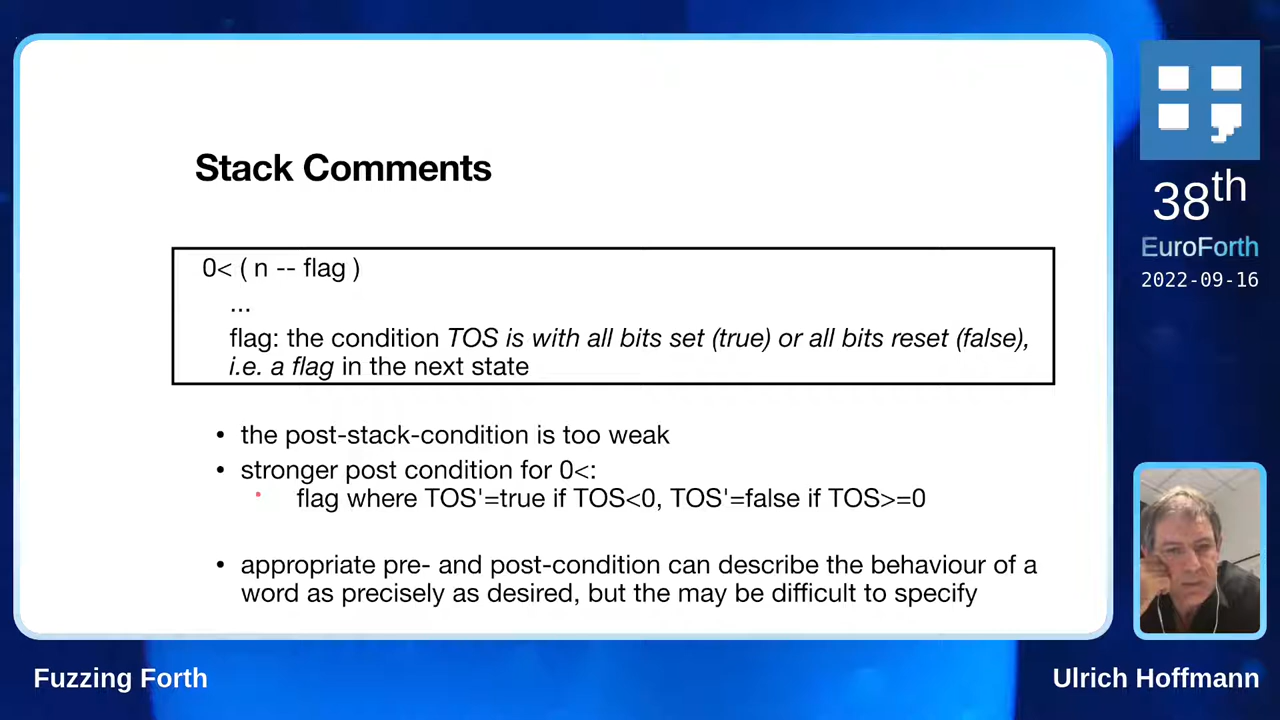 Stack Comments
0< ( n -- flag )
...
flag: the condition TOS is with all bits set (true) or all bits reset (false),
i.e. a flag in the next state
• the post-stack-condition is too weak
• stronger post condition for 0<:
• flag where TOS'=true if TOS<0, TOS'=false if TOS>=0
• appropriate pre- and post-condition can describe the behaviour of a
word as precisely as desired, but the may be difficult to specify
38th
EuroForth
2022-09-16
Fuzzing Forth
Ulrich Hoffmann